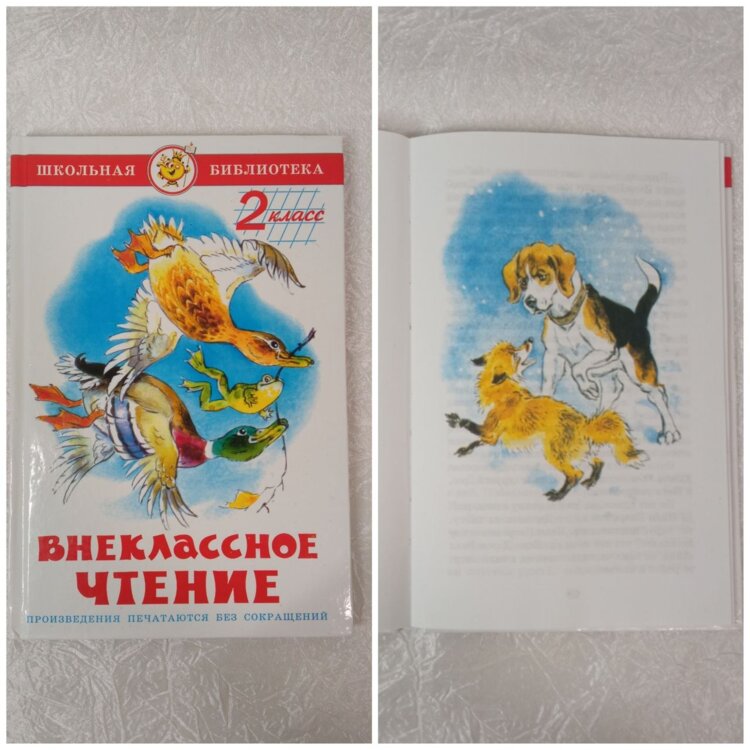 ШКОЛЬНАЯ БИБЛИОТЕКА
2 класс
ВНЕКЛАССНОЕ
ЧТЕНИЕ
ПРОИЗВЕДЕНИЯ ПЕЧАТАЮТСЯ БЕЗ СОКРАЩЕНИЙ